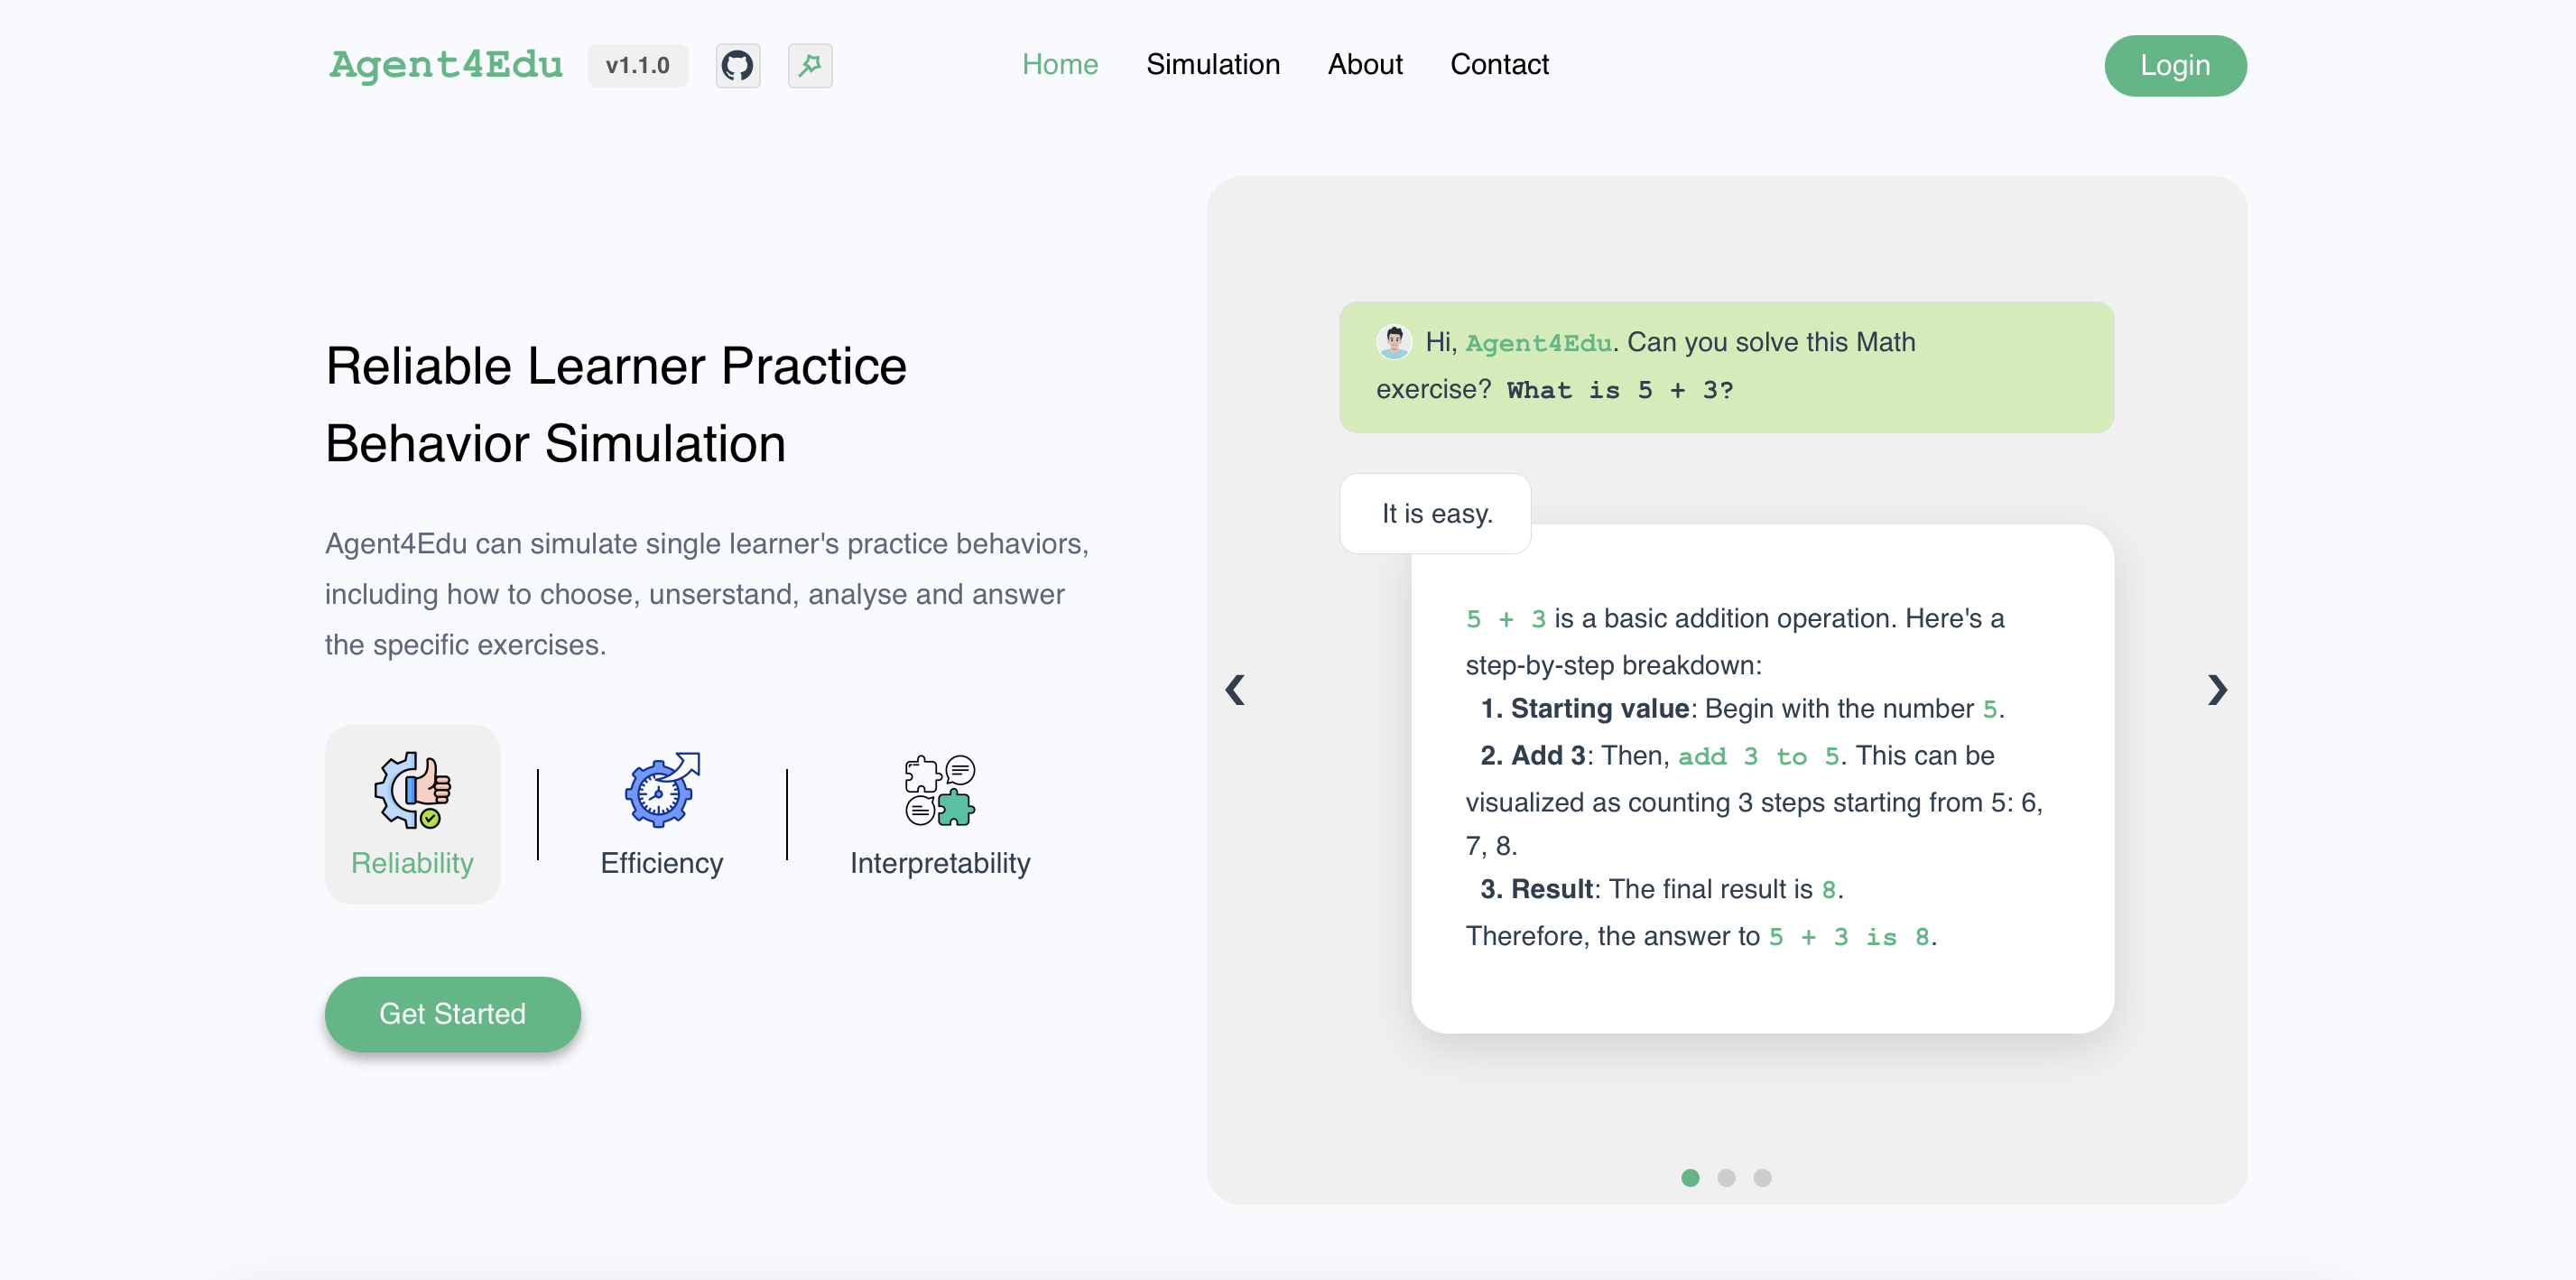 Agent4Edu v1.1.0 Home Simulation About Contact Login
Reliable Learner Practice
Behavior Simulation
Agent4Edu can simulate single learner's practice behaviors,
including how to choose, unserstand, analyse and answer
the specific exercises.
Reliability Efficiency Interpretability
Get Started
Hi, Agent4Edu. Can you solve this Math
exercise? What is 5 + 3?
It is easy.
5 + 3 is a basic addition operation. Here's a
step-by-step breakdown:
1. Starting value: Begin with the number 5.
2. Add 3: Then, add 3 to 5. This can be
visualized as counting 3 steps starting from 5: 6,
7, 8.
3. Result: The final result is 8.
Therefore, the answer to 5 + 3 is 8.